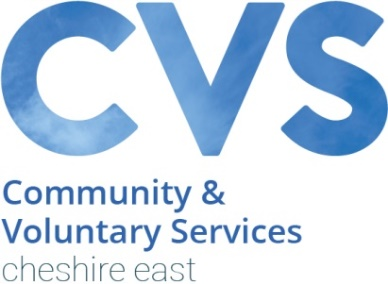 CVS
Community &
Voluntary Services
cheshire east